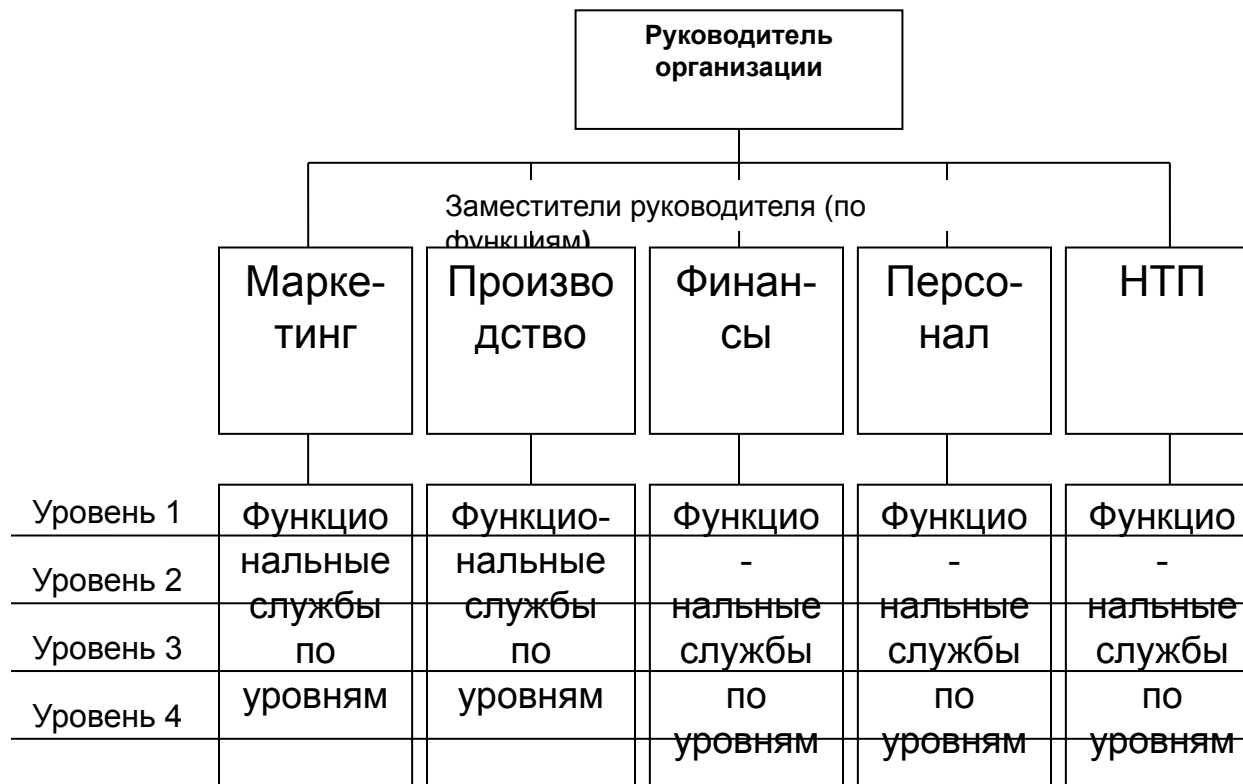 Руководитель
организации
Заместители руководителя (по
функциям)
Марке-
тинг
Произво
дство
Финан-
сы
Персо-
нал
НТП
Уровень 1
Уровень 2
Уровень 3
Уровень 4
Функцио
нальные
службы
по
уровням
Функцио-
нальные
службы
по
уровням
Функцио
-
нальные
службы
по
уровням
Функцио
-
нальные
службы
по
уровням
Функцио
-
нальные
службы
по
уровням